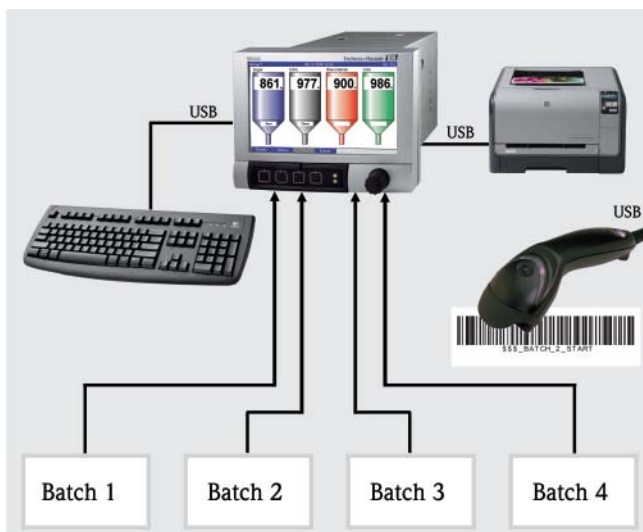 Endress+Hauser
861
977
900
986
USB
USB
USB
$$$_BATCH_2_START
Batch 1
Batch 2
Batch 3
Batch 4